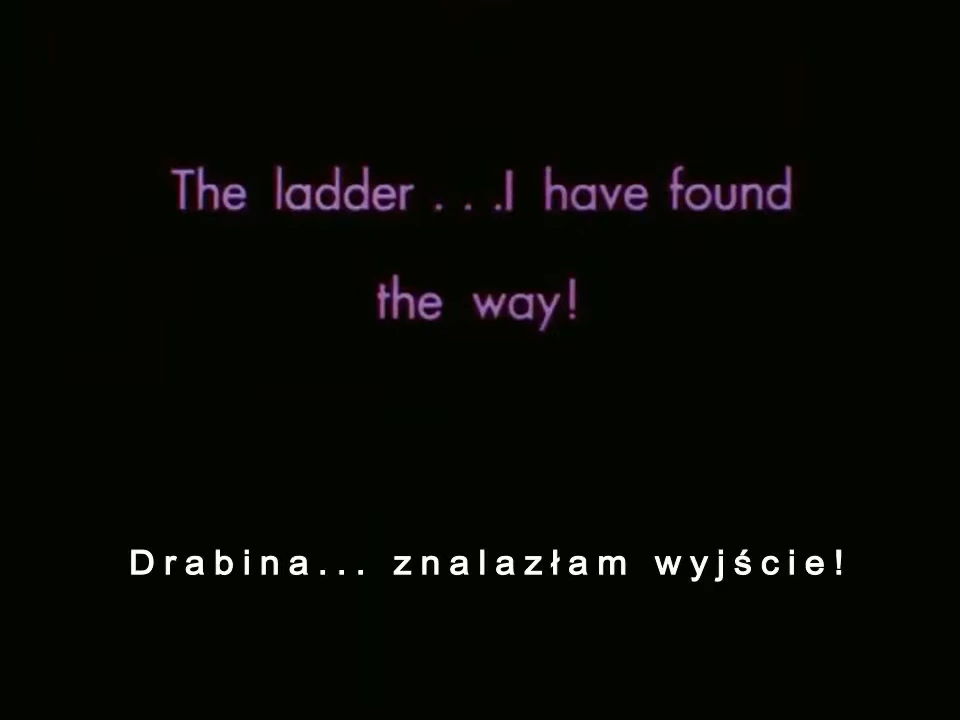 The ladder . . .I have found
the way!
Drabina... znalazłam wyjście!